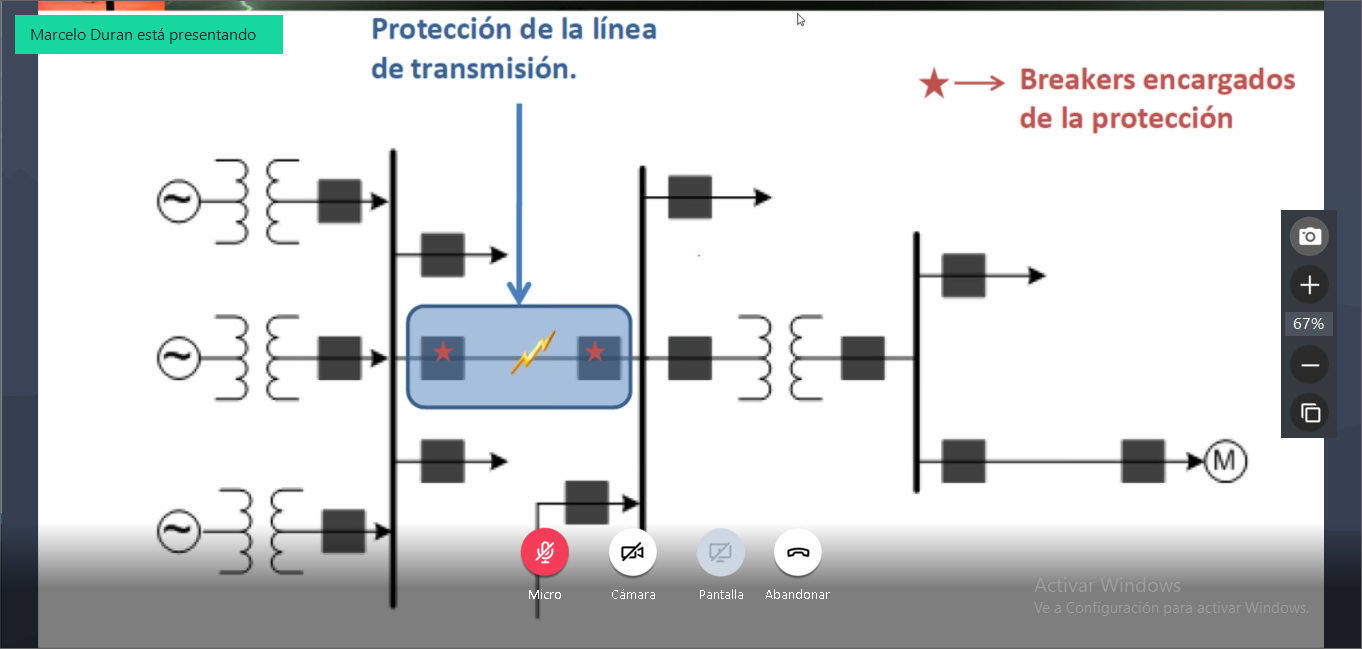 Marcelo Duran está presentando
Protección de la línea
de transmisión.
Breakers encargados
de la protección
67%
M
Micro
Cámara
Pantalla
Abandonar
Activar Windows
Ve a Configuración para activar Windows.